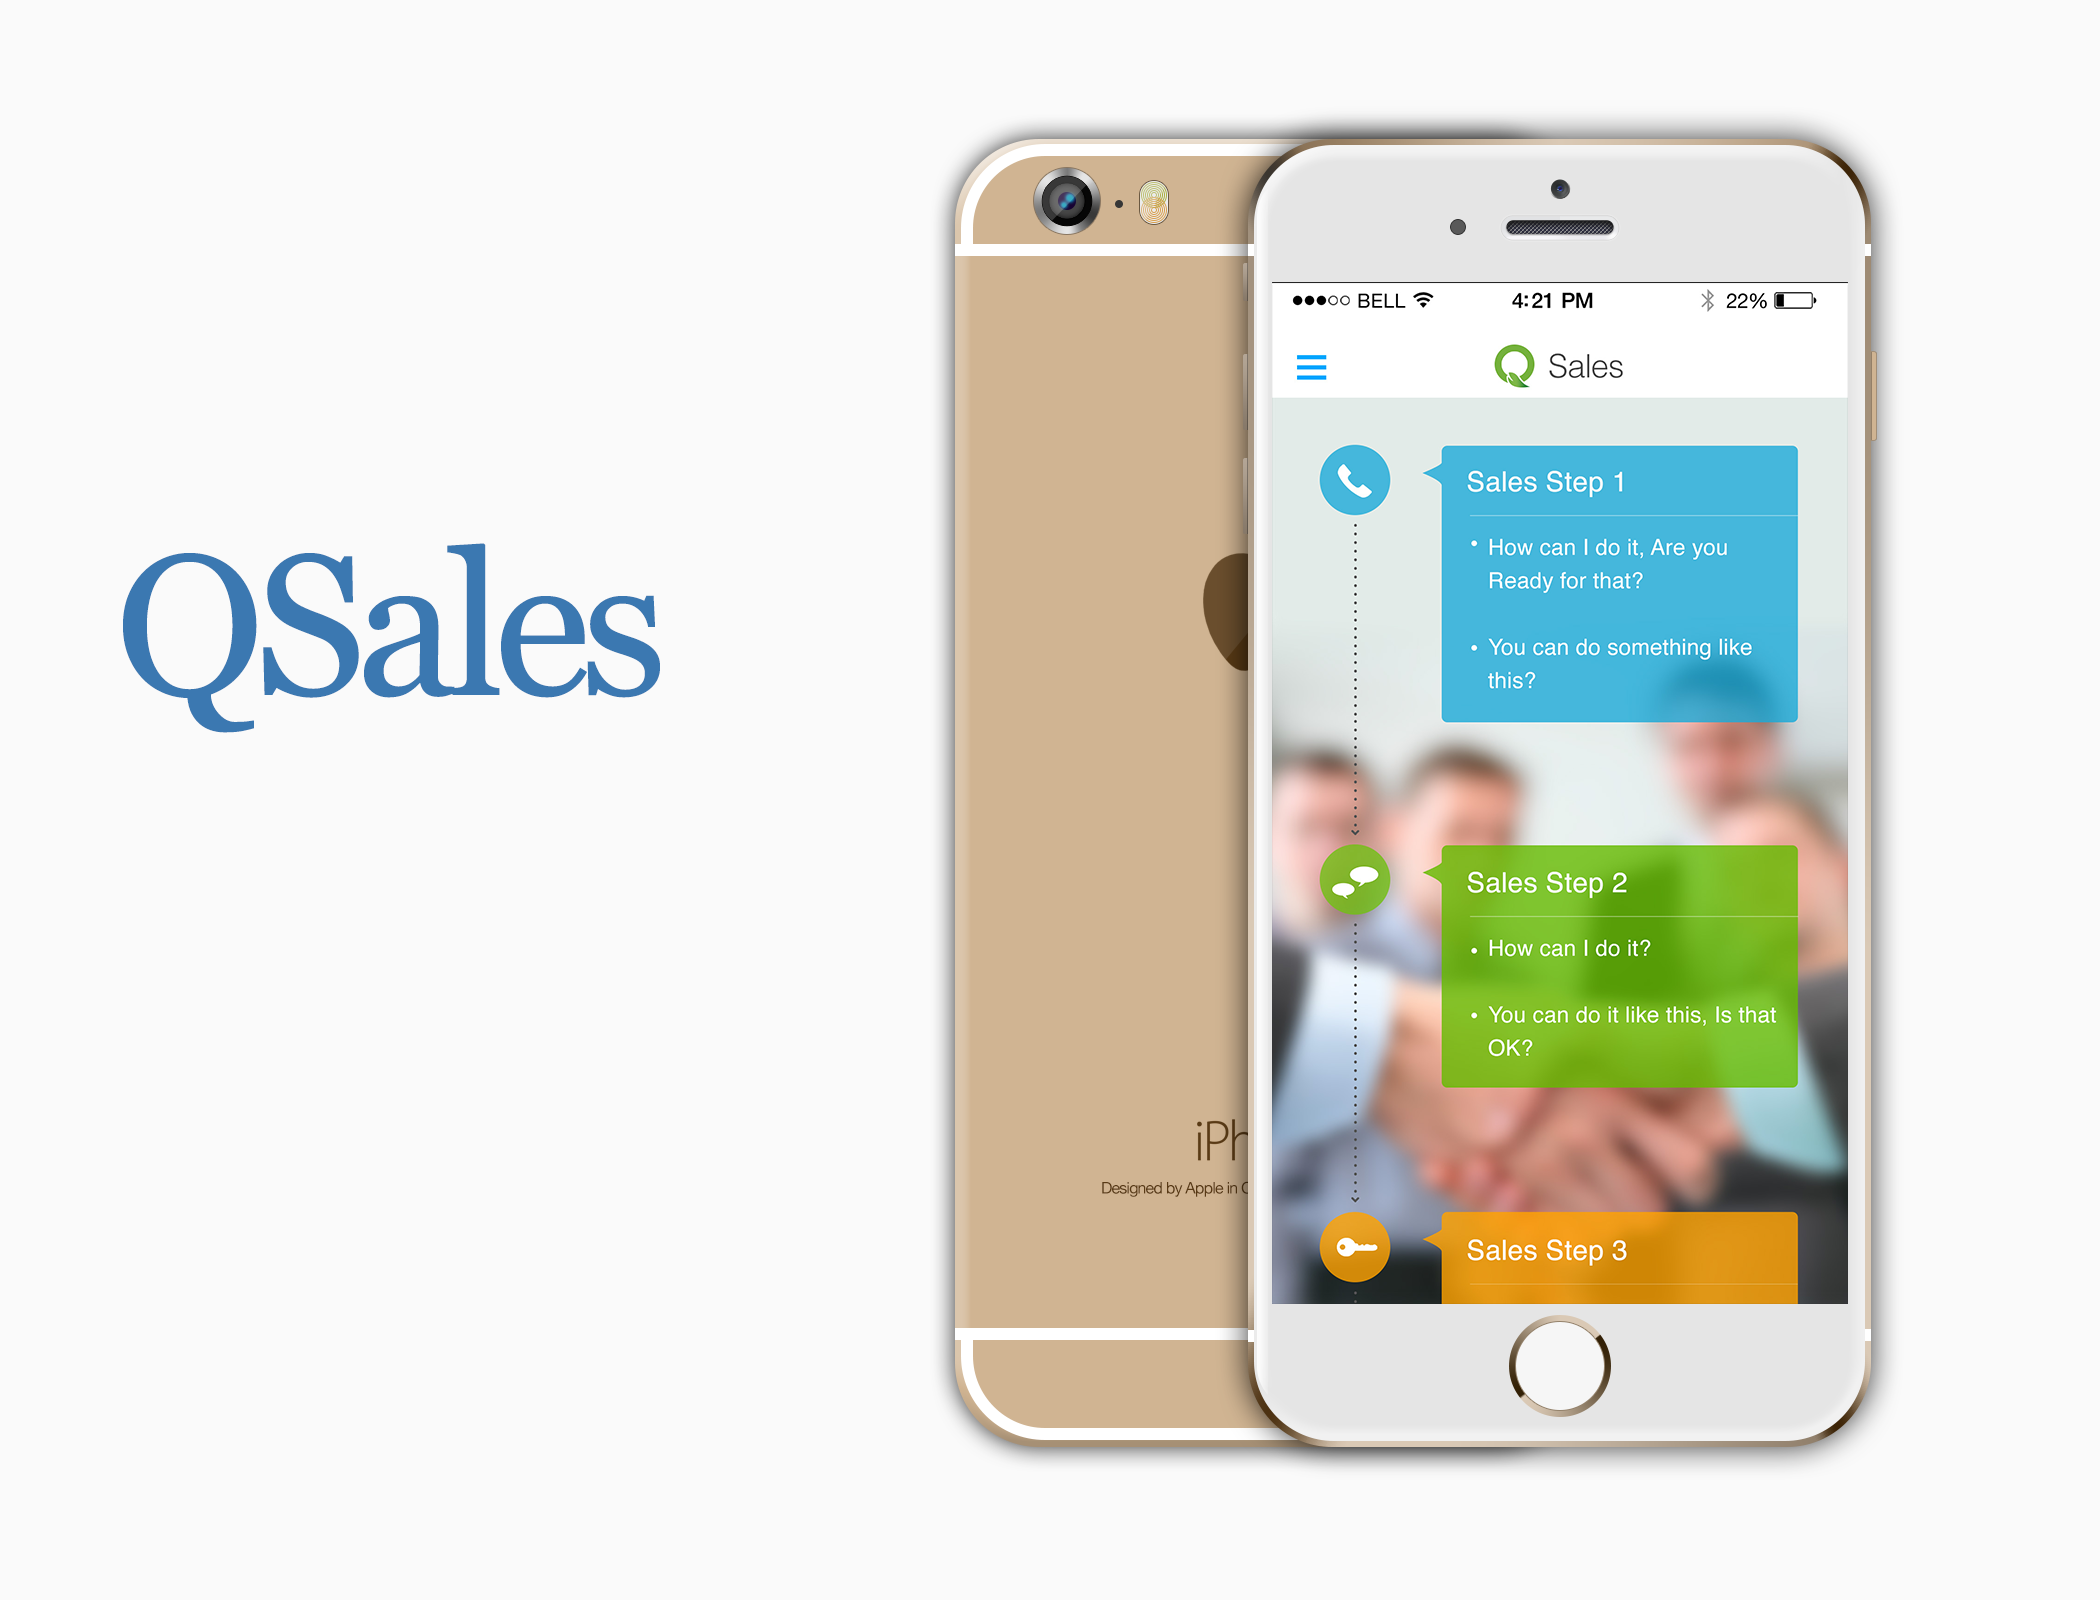 QSales
BELL 4:21 PM 22%
Q Sales
Sales Step 1
• How can I do it, Are you
Ready for that?
• You can do something like
this?
Sales Step 2
• How can I do it?
• You can do it like this, Is that
OK?
Sales Step 3
iPh
Designed by Apple in C